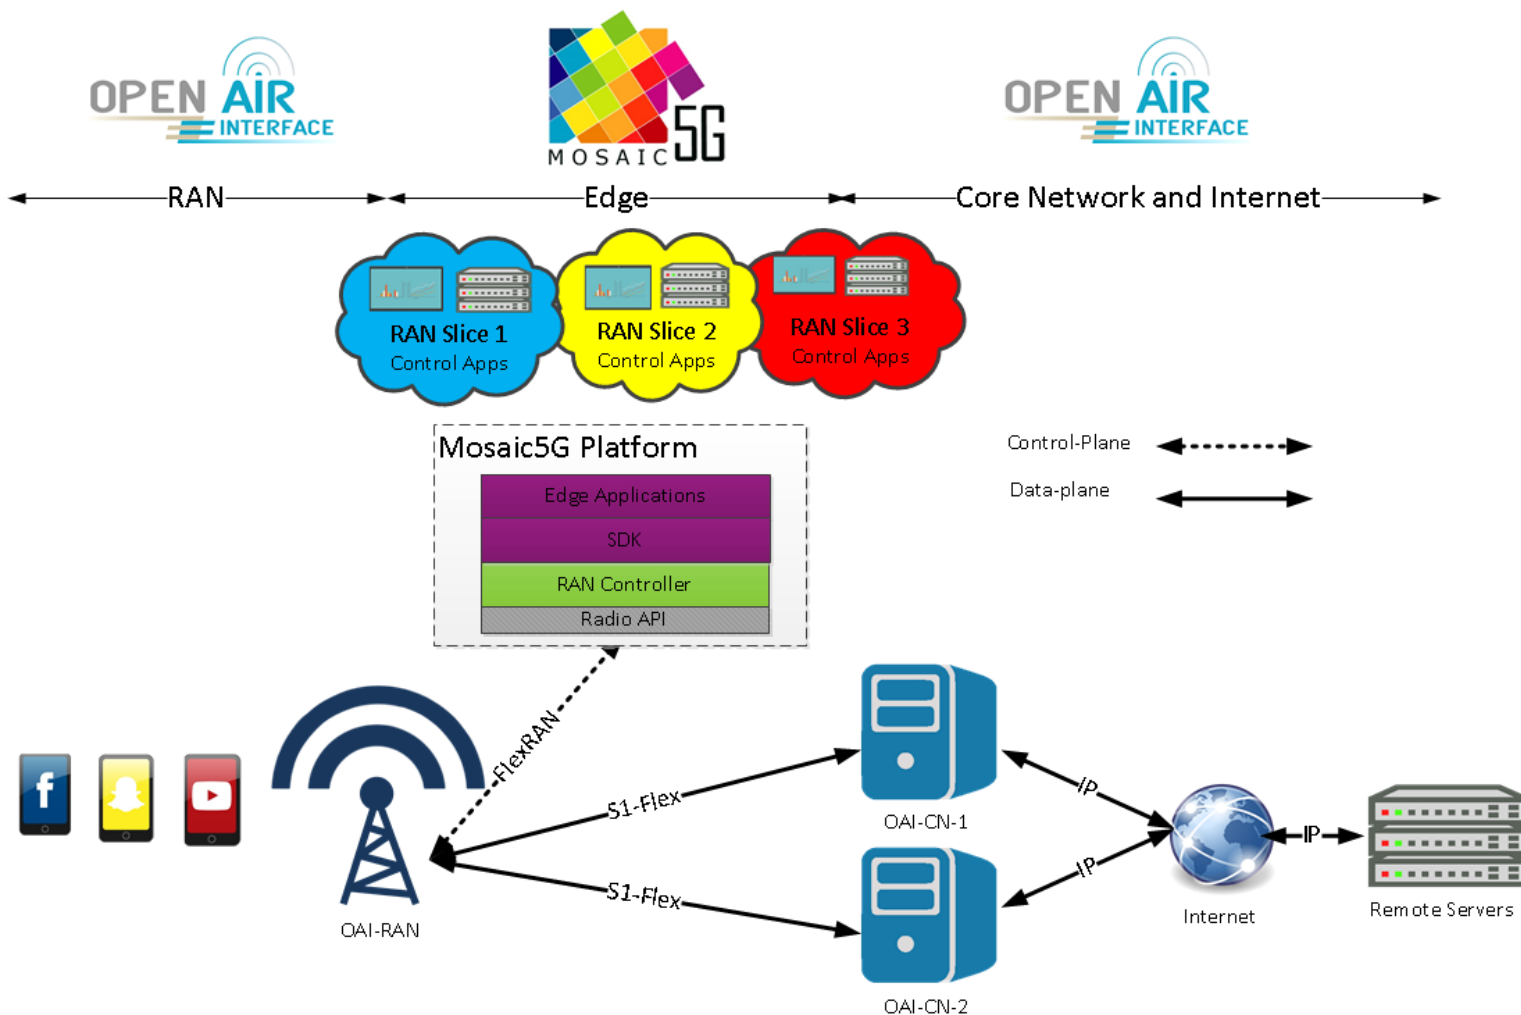 OPEN AIR
INTERFACE
MOSAIC 5G
OPEN AIR
INTERFACE
RAN
Edge
Core Network and Internet
RAN Slice 1
Control Apps
RAN Slice 2
Control Apps
RAN Slice 3
Control Apps
Mosaic5G Platform
Edge Applications
SDK
RAN Controller
Radio API
Control-Plane
Data-plane
FlexRAN
S1-Flex
S1-Flex
OAI-RAN
OAI-CN-1
OAI-CN-2
IP
IP
IP
Internet
Remote Servers
f